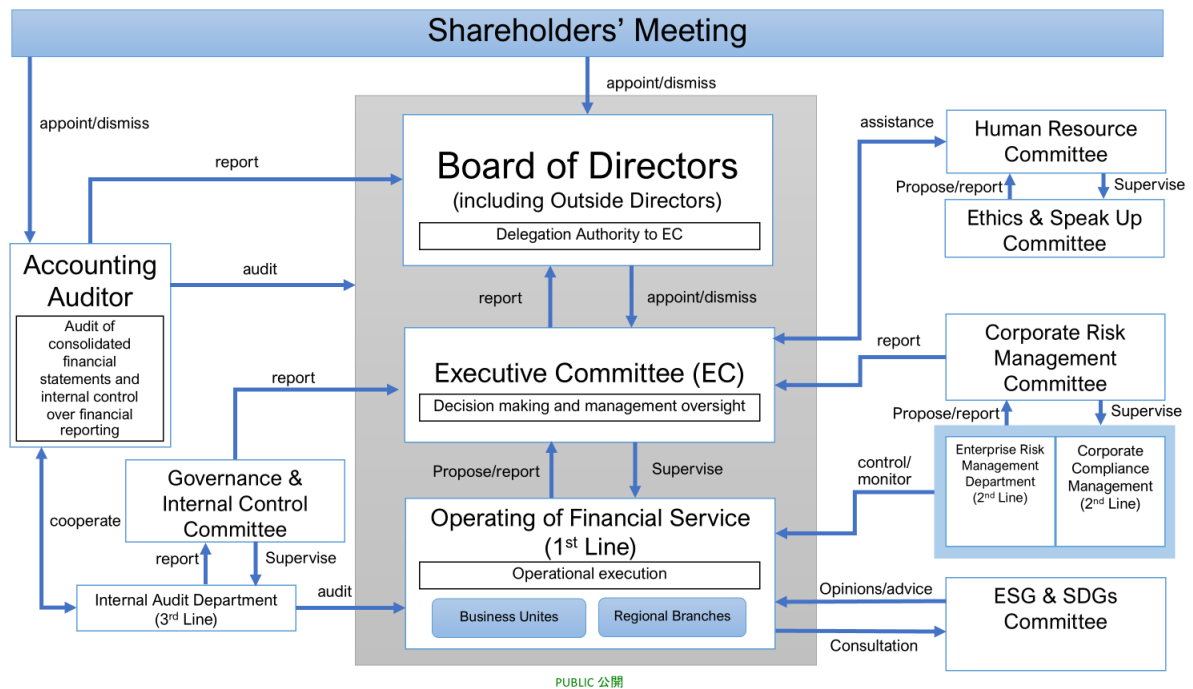 Shareholders' Meeting
appoint/dismiss
appoint/dismiss
report
Board of Directors
(including Outside Directors)
Delegation Authority to EC
assistance
Human Resource
Committee
Propose/report
Supervise
Ethics & Speak Up
Committee
Accounting
Auditor
Audit of
consolidated
financial
statements and
internal control
over financial
reporting
audit
report
appoint/dismiss
Executive Committee (EC)
Decision making and management oversight
report
Corporate Risk
Management
Committee
report
Propose/report
Supervise
Enterprise Risk
Management
Department
(2nd Line)
Corporate
Compliance
Management
(2nd Line)
control/
monitor
Propose/report
Supervise
Governance &
Internal Control
Committee
cooperate
report
Supervise
Internal Audit Department
(3rd Line)
audit
Operating of Financial Service
(1st Line)
Operational execution
Business Unites
Regional Branches
Opinions/advice
Consultation
ESG & SDGs
Committee
PUBLIC 公開